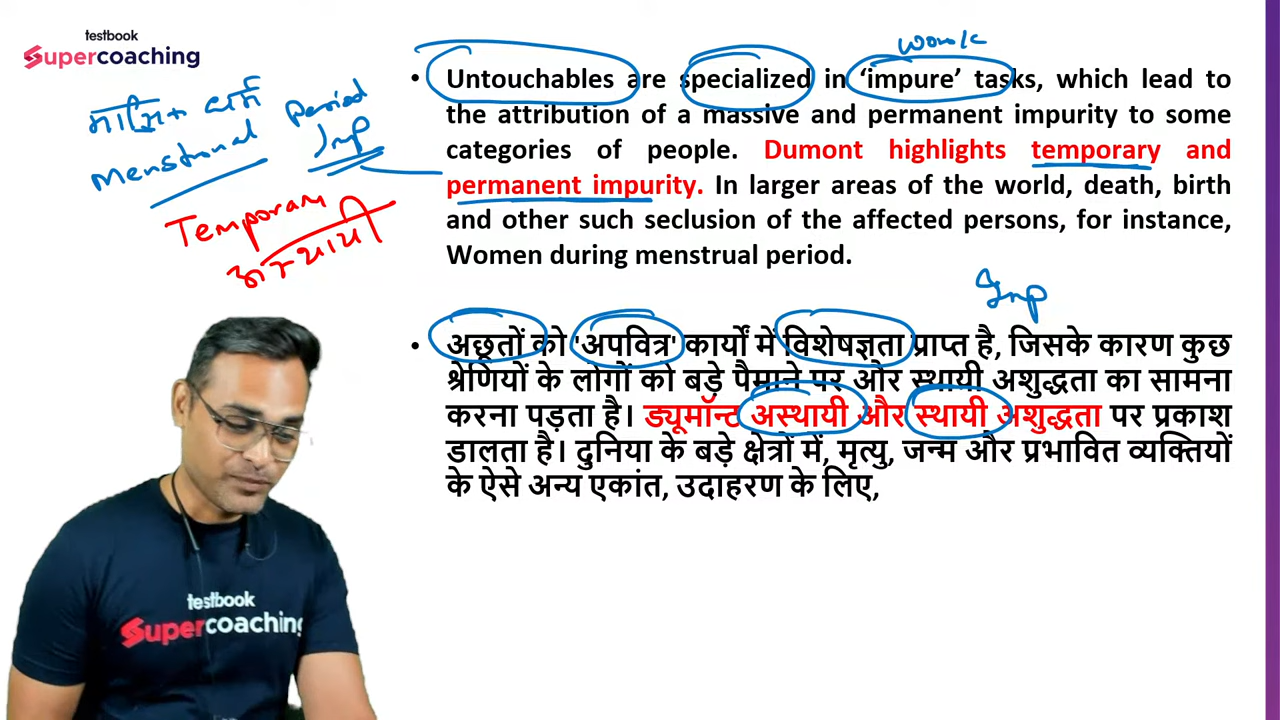 testbook
Supercoaching
work
• Untouchables are specialized in ‘impure’ tasks, which lead to
the attribution of a massive and permanent impurity to some
categories of people. Dumont highlights temporary and
permanent impurity. In larger areas of the world, death, birth
and other such seclusion of the affected persons, for instance,
Women during menstrual period.
मासिक धर्म
Menstrual Period
Imp
Temporary
अस्थायी
Imp
• अछूतों को 'अपवित्र' कार्यों में विशेषज्ञता प्राप्त है, जिसके कारण कुछ
श्रेणियों के लोगों को बड़े पैमाने पर और स्थायी अशुद्धता का सामना
करना पड़ता है। ड्यूमॉन्ट अस्थायी और स्थायी अशुद्धता पर प्रकाश
डालता है। दुनिया के बड़े क्षेत्रों में, मृत्यु, जन्म और प्रभावित व्यक्तियों
के ऐसे अन्य एकांत, उदाहरण के लिए,
testbook
Supercoaching